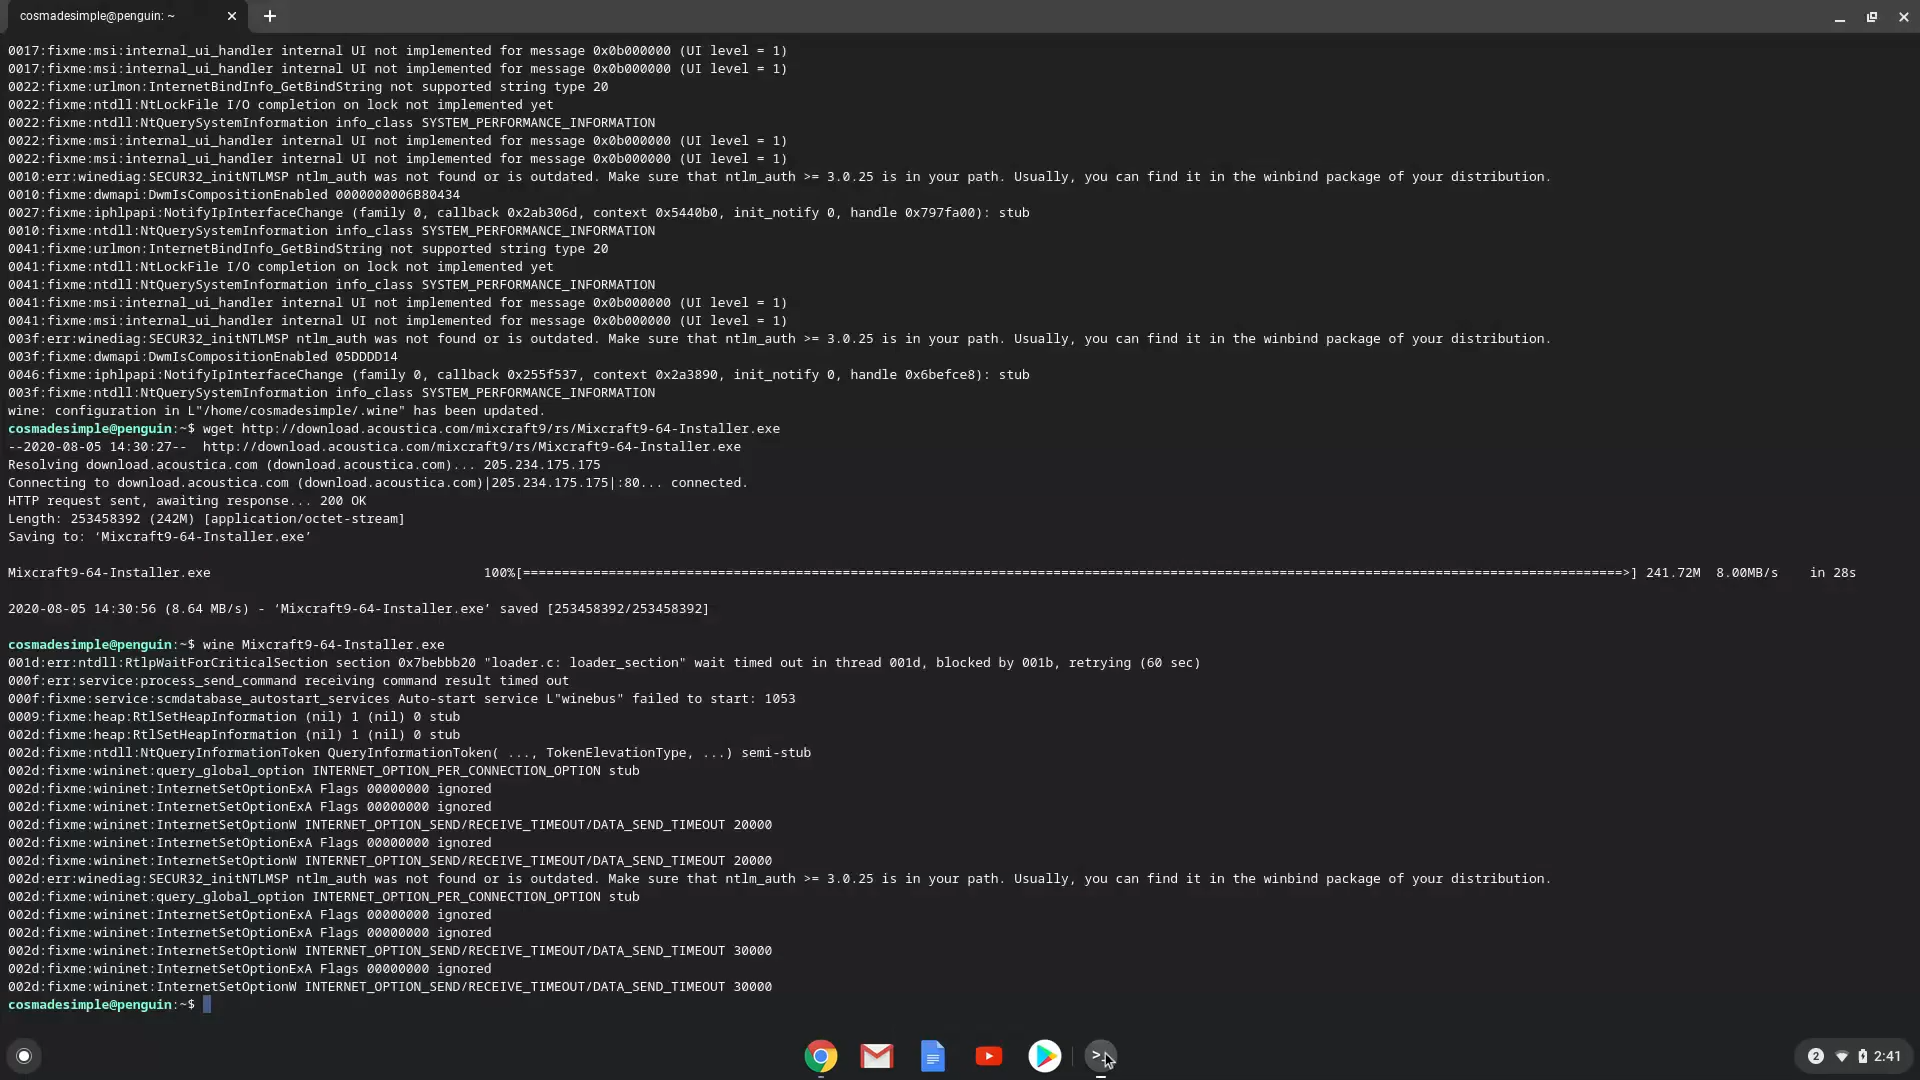 cosmadesimple@penguin: ~
0017:fixme:msi:internal_ui_handler internal UI not implemented for message 0x0b000000 (UI level = 1)
0017:fixme:msi:internal_ui_handler internal UI not implemented for message 0x0b000000 (UI level = 1)
0022:fixme:urlmon:InternetBindInfo_GetBindString not supported string type 20
0022:fixme:ntdll:NtLockFile I/O completion on lock not implemented yet
0022:fixme:ntdll:NtQuerySystemInformation info_class SYSTEM_PERFORMANCE_INFORMATION
0022:fixme:msi:internal_ui_handler internal UI not implemented for message 0x0b000000 (UI level = 1)
0022:fixme:msi:internal_ui_handler internal UI not implemented for message 0x0b000000 (UI level = 1)
0010:err:winediag:SECUR32_initNTLMSP ntlm_auth was not found or is outdated. Make sure that ntlm_auth >= 3.0.25 is in your path. Usually, you can find it in the winbind package of your distribution.
0010:fixme:dwmapi:DwmIsCompositionEnabled 0000000006B80434
0027:fixme:iphlpapi:NotifyIpInterfaceChange (family 0, callback 0x2ab306d, context 0x5440b0, init_notify 0, handle 0x797fa00): stub
0010:fixme:ntdll:NtQuerySystemInformation info_class SYSTEM_PERFORMANCE_INFORMATION
0041:fixme:urlmon:InternetBindInfo_GetBindString not supported string type 20
0041:fixme:ntdll:NtLockFile I/O completion on lock not implemented yet
0041:fixme:ntdll:NtQuerySystemInformation info_class SYSTEM_PERFORMANCE_INFORMATION
0041:fixme:msi:internal_ui_handler internal UI not implemented for message 0x0b000000 (UI level = 1)
0041:fixme:msi:internal_ui_handler internal UI not implemented for message 0x0b000000 (UI level = 1)
003f:err:winediag:SECUR32_initNTLMSP ntlm_auth was not found or is outdated. Make sure that ntlm_auth >= 3.0.25 is in your path. Usually, you can find it in the winbind package of your distribution.
003f:fixme:dwmapi:DwmIsCompositionEnabled 05DDDD14
0046:fixme:iphlpapi:NotifyIpInterfaceChange (family 0, callback 0x255f537, context 0x2a3890, init_notify 0, handle 0x6befce8): stub
003f:fixme:ntdll:NtQuerySystemInformation info_class SYSTEM_PERFORMANCE_INFORMATION
wine: configuration in L"/home/cosmadesimple/.wine" has been updated.
cosmadesimple@penguin:~$ wget http://download.acoustica.com/mixcraft9/rs/Mixcraft9-64-Installer.exe
--2020-08-05 14:30:27--  http://download.acoustica.com/mixcraft9/rs/Mixcraft9-64-Installer.exe
Resolving download.acoustica.com (download.acoustica.com)... 205.234.175.175
Connecting to download.acoustica.com (download.acoustica.com)|205.234.175.175|:80... connected.
HTTP request sent, awaiting response... 200 OK
Length: 253458392 (242M) [application/octet-stream]
Saving to: ‘Mixcraft9-64-Installer.exe’
Mixcraft9-64-Installer.exe 100%[=============================================================================================================================================>] 241.72M  8.00MB/s    in 28s
2020-08-05 14:30:56 (8.64 MB/s) - ‘Mixcraft9-64-Installer.exe’ saved [253458392/253458392]
cosmadesimple@penguin:~$ wine Mixcraft9-64-Installer.exe
001d:err:ntdll:RtlpWaitForCriticalSection section 0x7bebbb20 "loader.c: loader_section" wait timed out in thread 001d, blocked by 001b, retrying (60 sec)
000f:err:service:process_send_command receiving command result timed out
000f:fixme:service:scmdatabase_autostart_services Auto-start service L"winebus" failed to start: 1053
0009:fixme:heap:RtlSetHeapInformation (nil) 1 (nil) 0 stub
002d:fixme:heap:RtlSetHeapInformation (nil) 1 (nil) 0 stub
002d:fixme:ntdll:NtQueryInformationToken QueryInformationToken( ..., TokenElevationType, ...) semi-stub
002d:fixme:wininet:query_global_option INTERNET_OPTION_PER_CONNECTION_OPTION stub
002d:fixme:wininet:InternetSetOptionExA Flags 00000000 ignored
002d:fixme:wininet:InternetSetOptionExA Flags 00000000 ignored
002d:fixme:wininet:InternetSetOptionW INTERNET_OPTION_SEND/RECEIVE_TIMEOUT/DATA_SEND_TIMEOUT 20000
002d:fixme:wininet:InternetSetOptionExA Flags 00000000 ignored
002d:fixme:wininet:InternetSetOptionW INTERNET_OPTION_SEND/RECEIVE_TIMEOUT/DATA_SEND_TIMEOUT 20000
002d:err:winediag:SECUR32_initNTLMSP ntlm_auth was not found or is outdated. Make sure that ntlm_auth >= 3.0.25 is in your path. Usually, you can find it in the winbind package of your distribution.
002d:fixme:wininet:query_global_option INTERNET_OPTION_PER_CONNECTION_OPTION stub
002d:fixme:wininet:InternetSetOptionExA Flags 00000000 ignored
002d:fixme:wininet:InternetSetOptionExA Flags 00000000 ignored
002d:fixme:wininet:InternetSetOptionW INTERNET_OPTION_SEND/RECEIVE_TIMEOUT/DATA_SEND_TIMEOUT 30000
002d:fixme:wininet:InternetSetOptionExA Flags 00000000 ignored
002d:fixme:wininet:InternetSetOptionW INTERNET_OPTION_SEND/RECEIVE_TIMEOUT/DATA_SEND_TIMEOUT 30000
cosmadesimple@penguin:~$
2 2:41